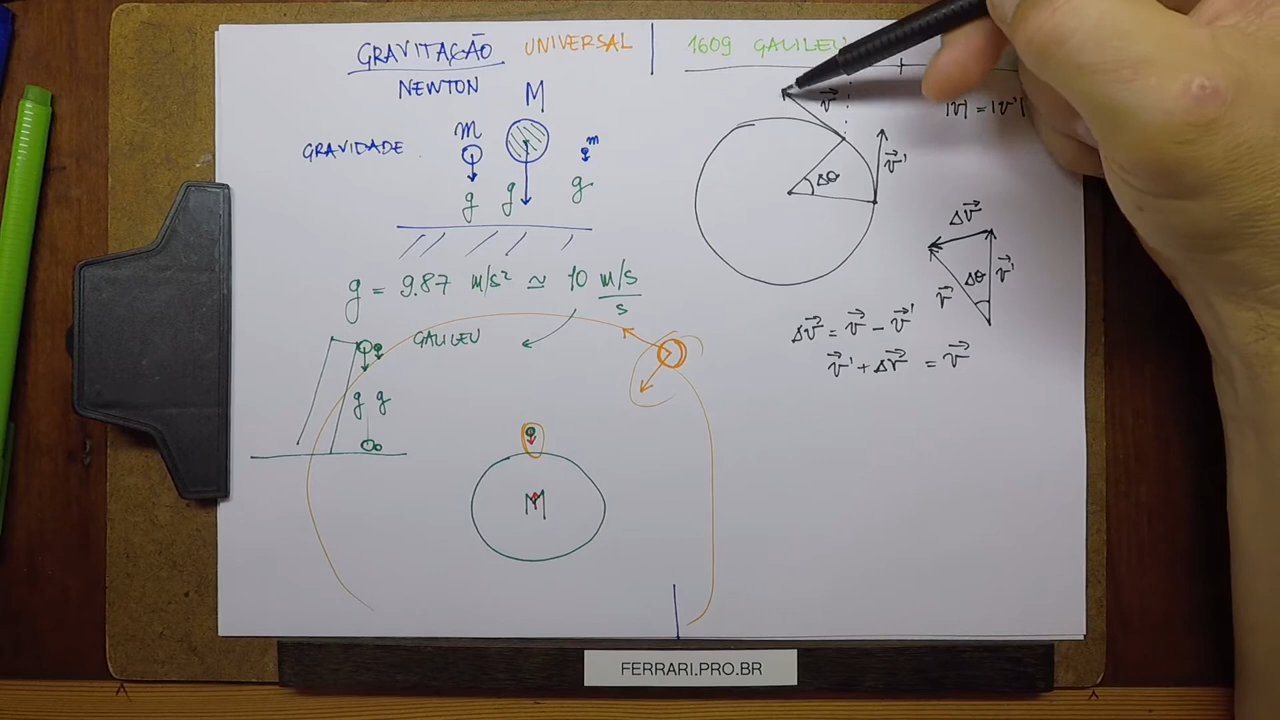 GRAVITAÇÃO UNIVERSAL
NEWTON
GRAVIDADE
m M m
g g g
g = 9.87 m/s² ≃ 10 m/s/s
GALILEU
g g
M
1609 GALILEU
v⃗
|v| = |v'|
Δθ
v⃗'
Δv⃗
Δθ
v⃗ v⃗'
Δv⃗ = v⃗ - v⃗'
v⃗' + Δv⃗ = v⃗
FERRARI.PRO.BR